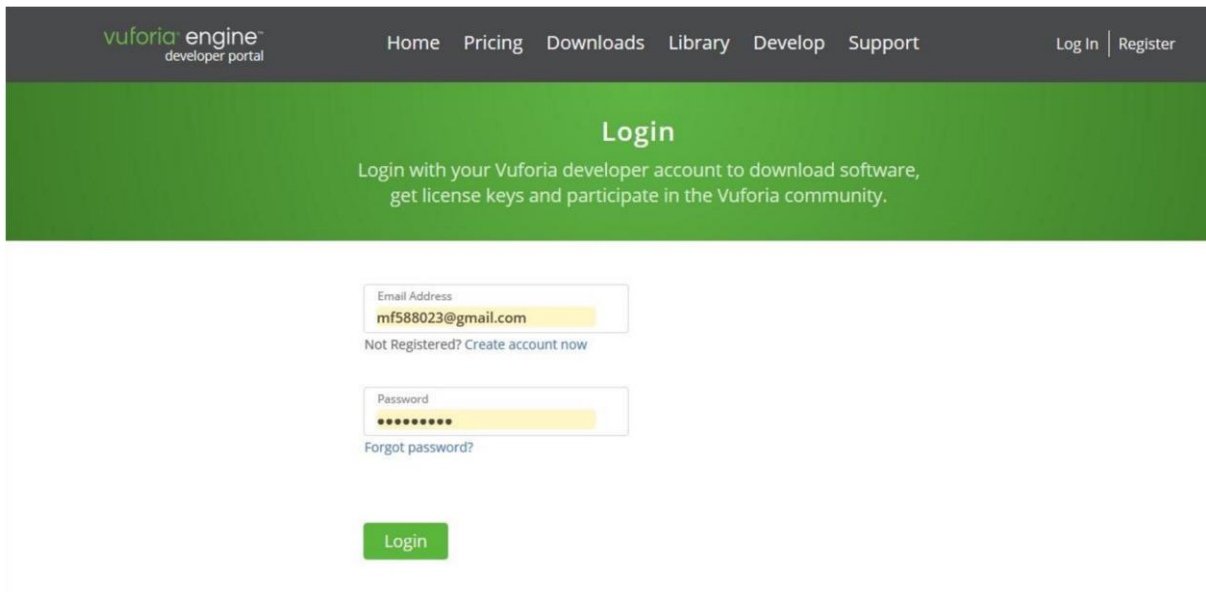 vuforia engine™
developer portal
Home Pricing Downloads Library Develop Support
Log In | Register
Login
Login with your Vuforia developer account to download software,
get license keys and participate in the Vuforia community.
Email Address
mf588023@gmail.com
Not Registered? Create account now
Password
•••••••••
Forgot password?
Login